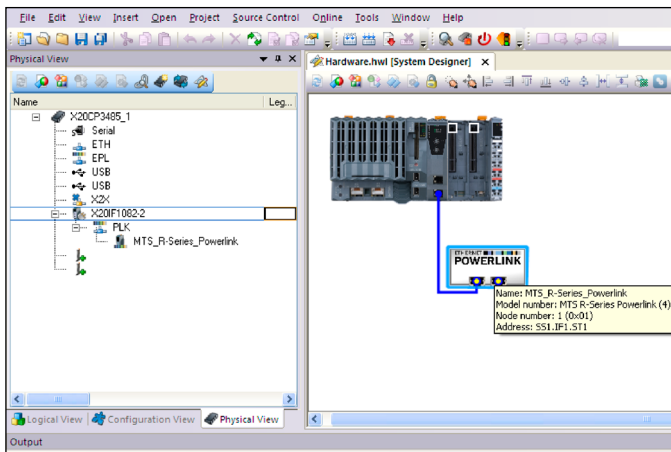 File Edit View Insert Open Project Source Control Online Tools Window Help
Physical View
Hardware.hwl [System Designer]
Name Leg...
X20CP3485_1
Serial
ETH
EPL
USB
USB
X2X
X20IF1082-2
PLK
MTS_R-Series_Powerlink
ETHERNET
POWERLINK
Name: MTS_R-Series_Powerlink
Model number: MTS R-Series Powerlink (4)
Node number: 1 (0x01)
Address: SS1.IF1.ST1
Logical View Configuration View Physical View
Output